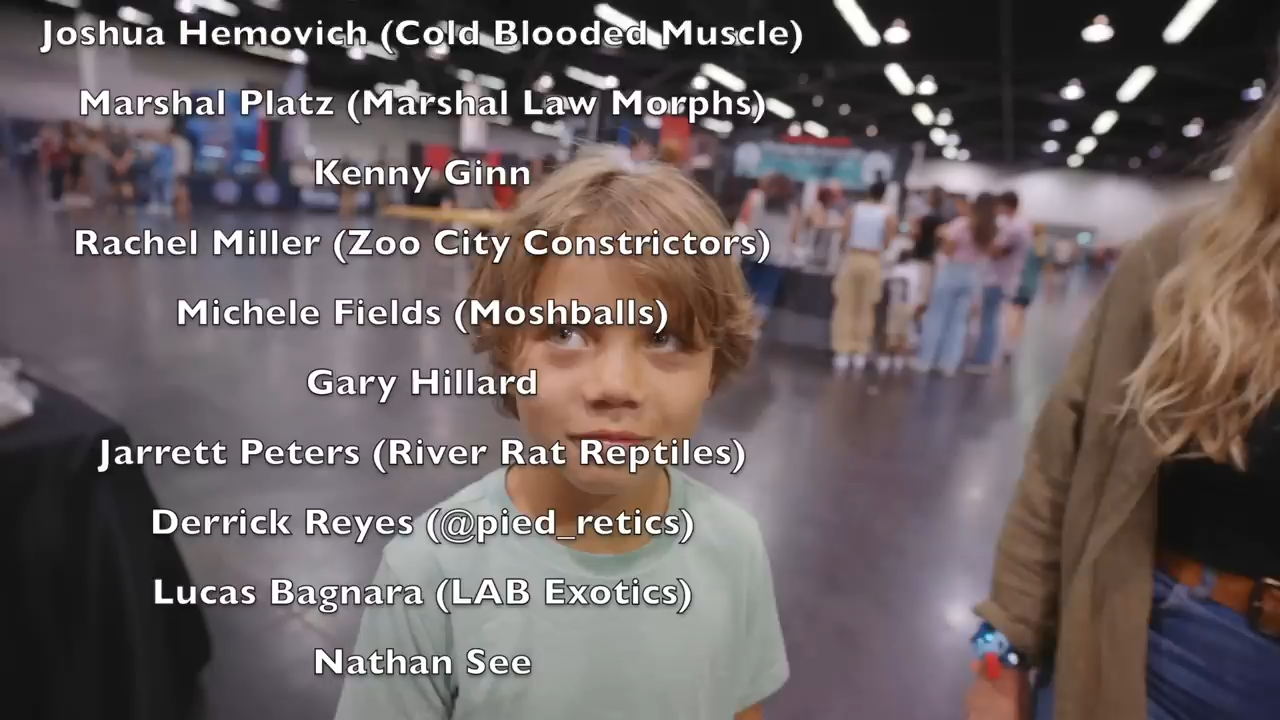 Joshua Hemovich (Cold Blooded Muscle)
Marshal Platz (Marshal Law Morphs)
Kenny Ginn
Rachel Miller (Zoo City Constrictors)
Michele Fields (Moshballs)
Gary Hillard
Jarrett Peters (River Rat Reptiles)
Derrick Reyes (@pied_retics)
Lucas Bagnara (LAB Exotics)
Nathan See